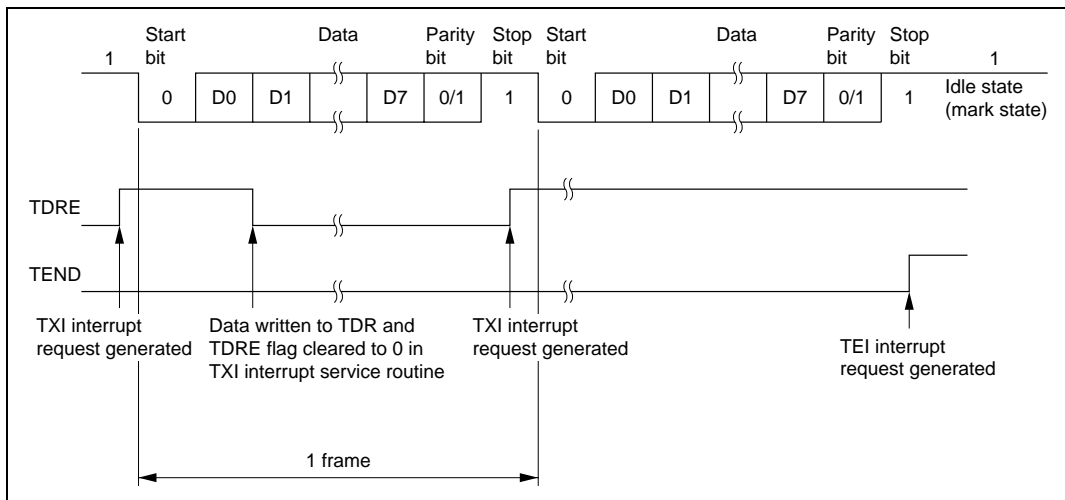 Start Data Parity Stop Start Data Parity Stop
1 bit bit bit bit bit bit 1
0 D0 D1 D7 0/1 1 0 D0 D1 D7 0/1 1 Idle state
(mark state)
TDRE
TEND
TXI interrupt Data written to TDR and TXI interrupt
request generated TDRE flag cleared to 0 in request generated TEI interrupt
TXI interrupt service routine request generated
1 frame